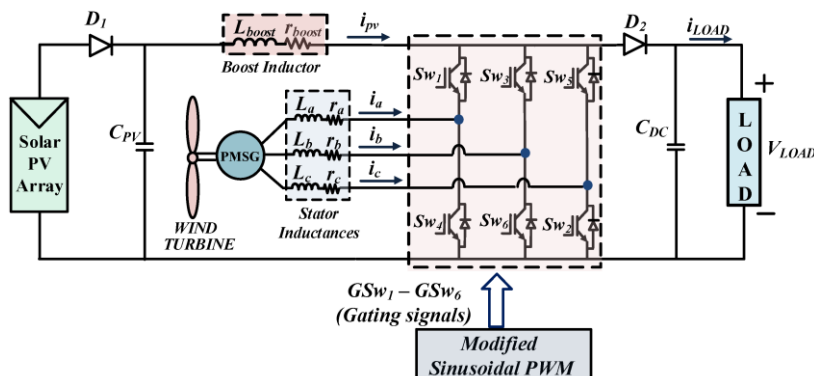 D1
Lboost
rboost
ipv
D2
iLOAD
Boost Inductor
Sw1
Sw3
Sw5
+
Solar
PV
Array
CPV
PMSG
La
ra
ia
Lb
rb
ib
Lc
rc
ic
CDC
L
O
A
D
VLOAD
WIND
TURBINE
Stator
Inductances
Sw4
Sw6
Sw2
−
GSw1 – GSw6
(Gating signals)
Modified
Sinusoidal PWM